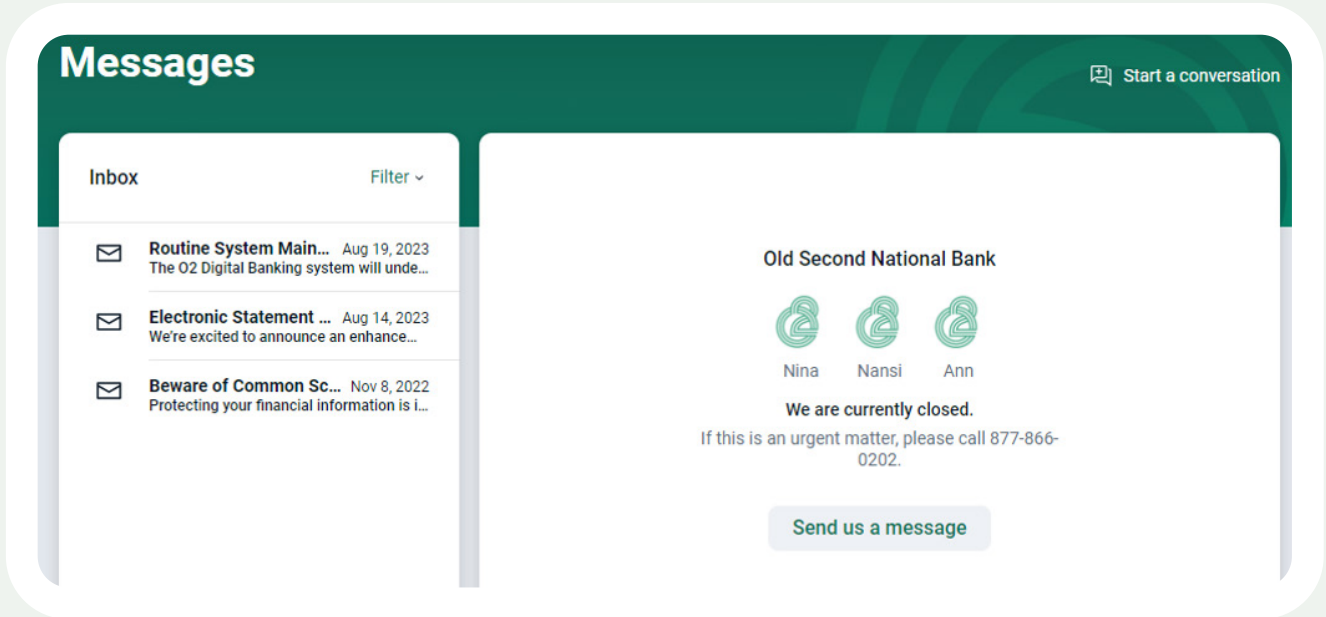 Messages
Start a conversation
Inbox
Filter
Routine System Main... Aug 19, 2023
The O2 Digital Banking system will unde...
Electronic Statement ... Aug 14, 2023
We're excited to announce an enhance...
Beware of Common Sc... Nov 8, 2022
Protecting your financial information is i...
Old Second National Bank
Nina Nansi Ann
We are currently closed.
If this is an urgent matter, please call 877-866-
0202.
Send us a message